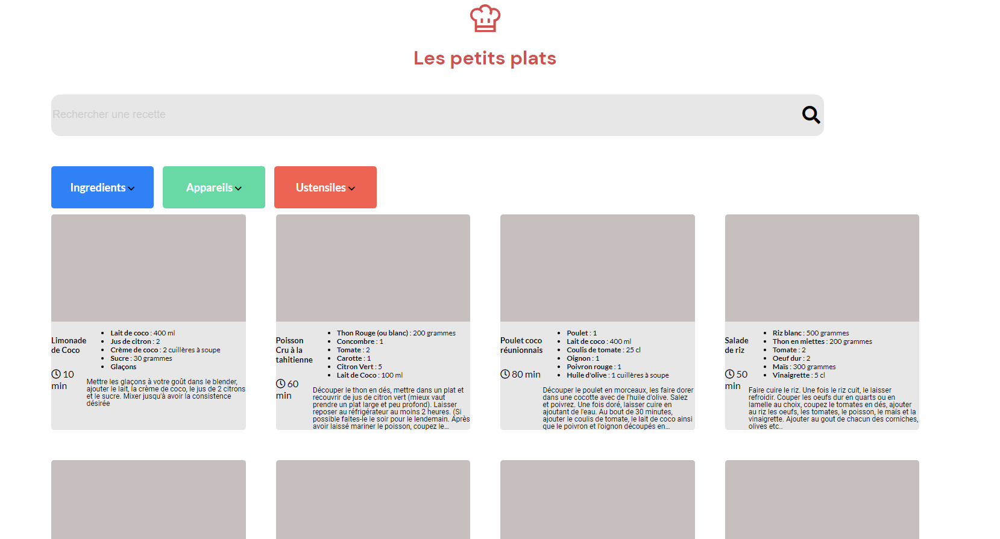 Les petits plats
Rechercher une recette
Ingredients
Appareils
Ustensiles
Limonade
de Coco
10
min
Lait de coco : 400 ml
Jus de citron : 2
Crème de coco : 2 cuillères à soupe
Sucre : 30 grammes
Glaçons
Mettre les glaçons à votre goût dans le blender,
ajouter le lait, la crème de coco, le jus de 2 citrons
et le sucre. Mixer jusqu'à avoir la consistence
désirée
Poisson
Cru à la
tahitienne
60
min
Thon Rouge (ou blanc) : 200 grammes
Concombre : 1
Tomate : 2
Carotte : 1
Citron Vert : 5
Lait de Coco : 100 ml
Découper le thon en dés, mettre dans un plat et
recouvrir de jus de citron vert (mieux vaut
prendre un plat large et peu profond). Laisser
reposer au réfrigérateur au moins 2 heures. (Si
possible faites-le le soir pour le lendemain. Après
avoir laissé mariner le poisson, coupez le...
Poulet coco
réunionnais
80 min
Poulet : 1
Lait de coco : 400 ml
Coulis de tomate : 25 cl
Oignon : 1
Poivron rouge : 1
Huile d'olive : 1 cuillères à soupe
Découper le poulet en morceaux, les faire dorer
dans une cocotte avec de l'huile d'olive. Salez
et poivrez. Une fois doré, laisser cuire en
ajoutant de l'eau. Au bout de 30 minutes,
ajouter le coulis de tomate, le lait de coco ainsi
que le poivron et l'oignon découpés en...
Salade
de riz
50
min
Riz blanc : 500 grammes
Thon en miettes : 200 grammes
Tomate : 2
Oeuf dur : 2
Maïs : 300 grammes
Vinaigrette : 5 cl
Faire cuire le riz. Une fois le riz cuit, le laisser
refroidir. Couper les oeufs dur en quarts ou en
lamelle au choix, coupez le tomates en dés, ajouter
au riz les oeufs, les tomates, le poisson, le maïs et la
vinaigrette. Ajouter au gout de chacun des corniches,
olives etc..